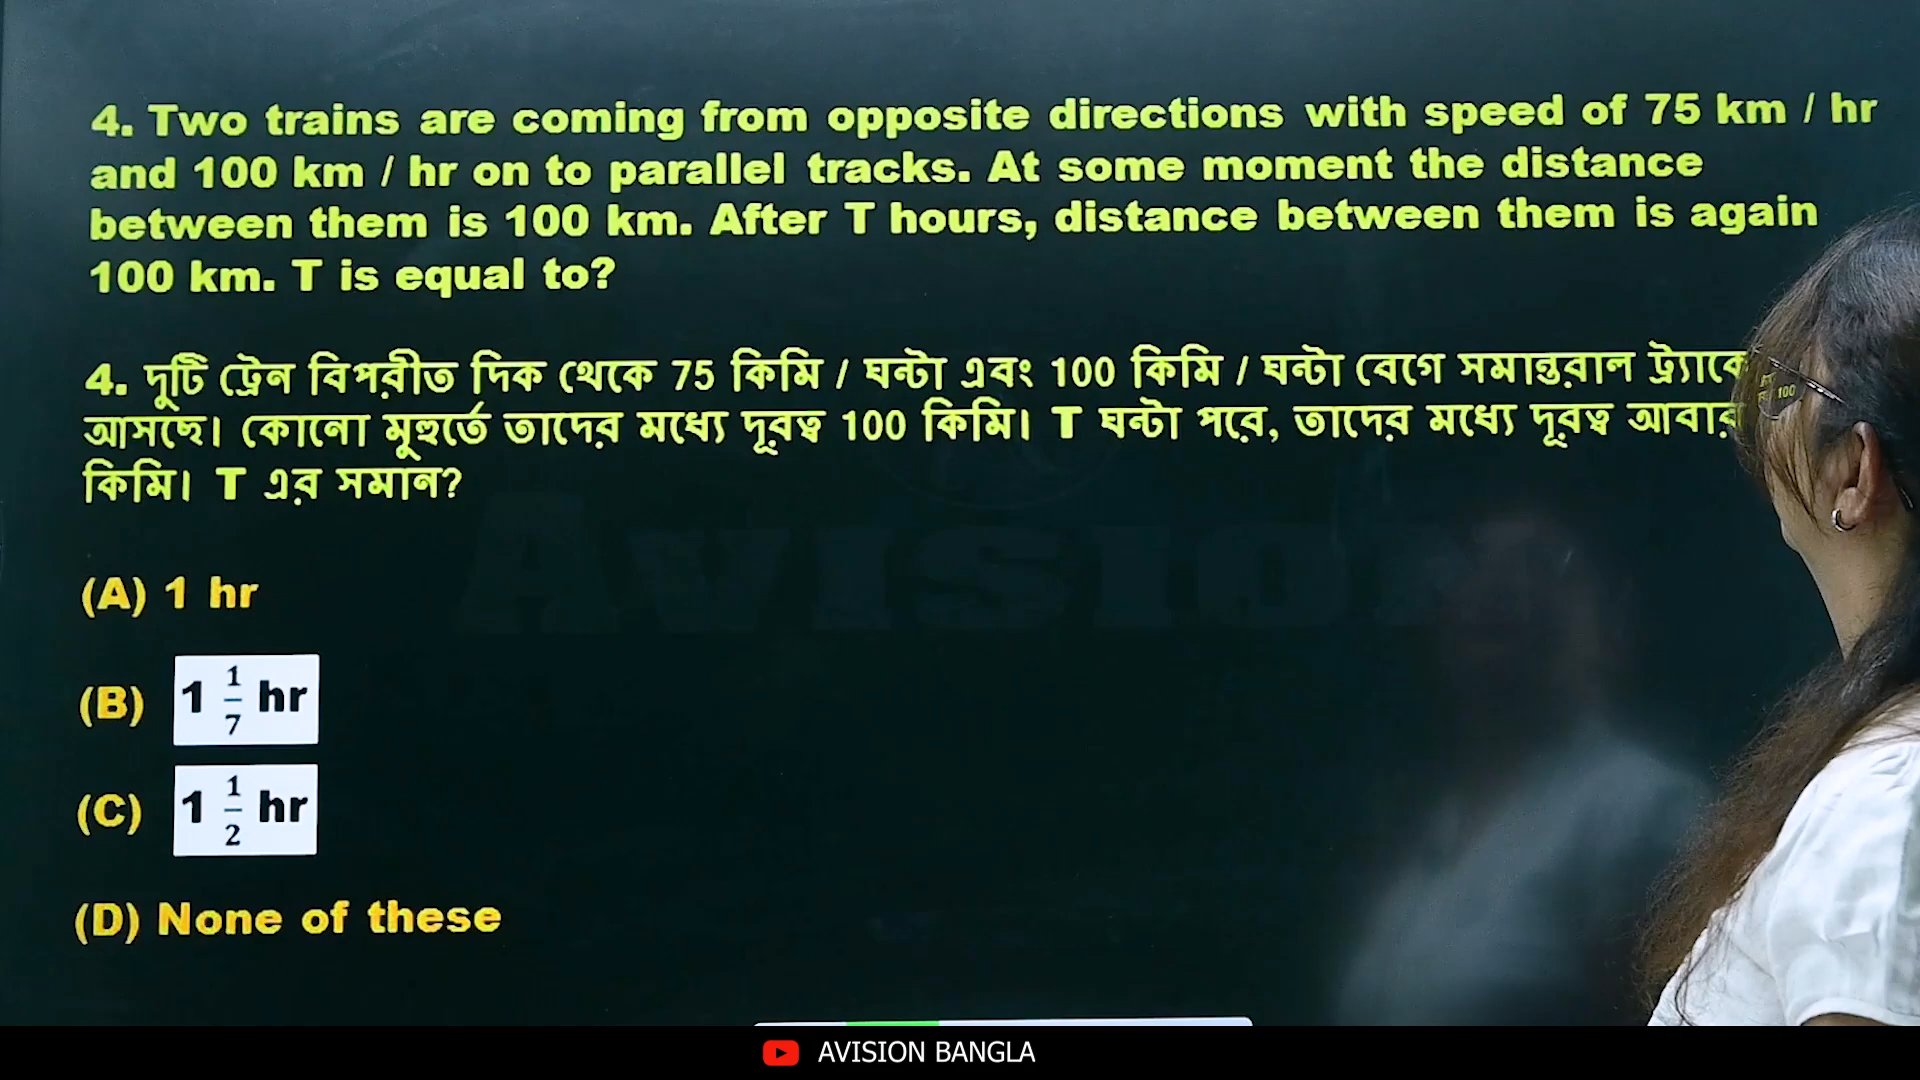 4. Two trains are coming from opposite directions with speed of 75 km / hr
and 100 km / hr on to parallel tracks. At some moment the distance
between them is 100 km. After T hours, distance between them is again
100 km. T is equal to?
4. দুটি ট্রেন বিপরীত দিক থেকে 75 কিমি / ঘন্টা এবং 100 কিমি / ঘন্টা বেগে সমান্তরাল ট্র্যাকে
আসছে। কোনো মুহুর্তে তাদের মধ্যে দূরত্ব 100 কিমি। T ঘন্টা পরে, তাদের মধ্যে দূরত্ব আবার
কিমি। T এর সমান?
(A) 1 hr
(B) 1 1/7 hr
(C) 1 1/2 hr
(D) None of these
AVISION
AVISION BANGLA